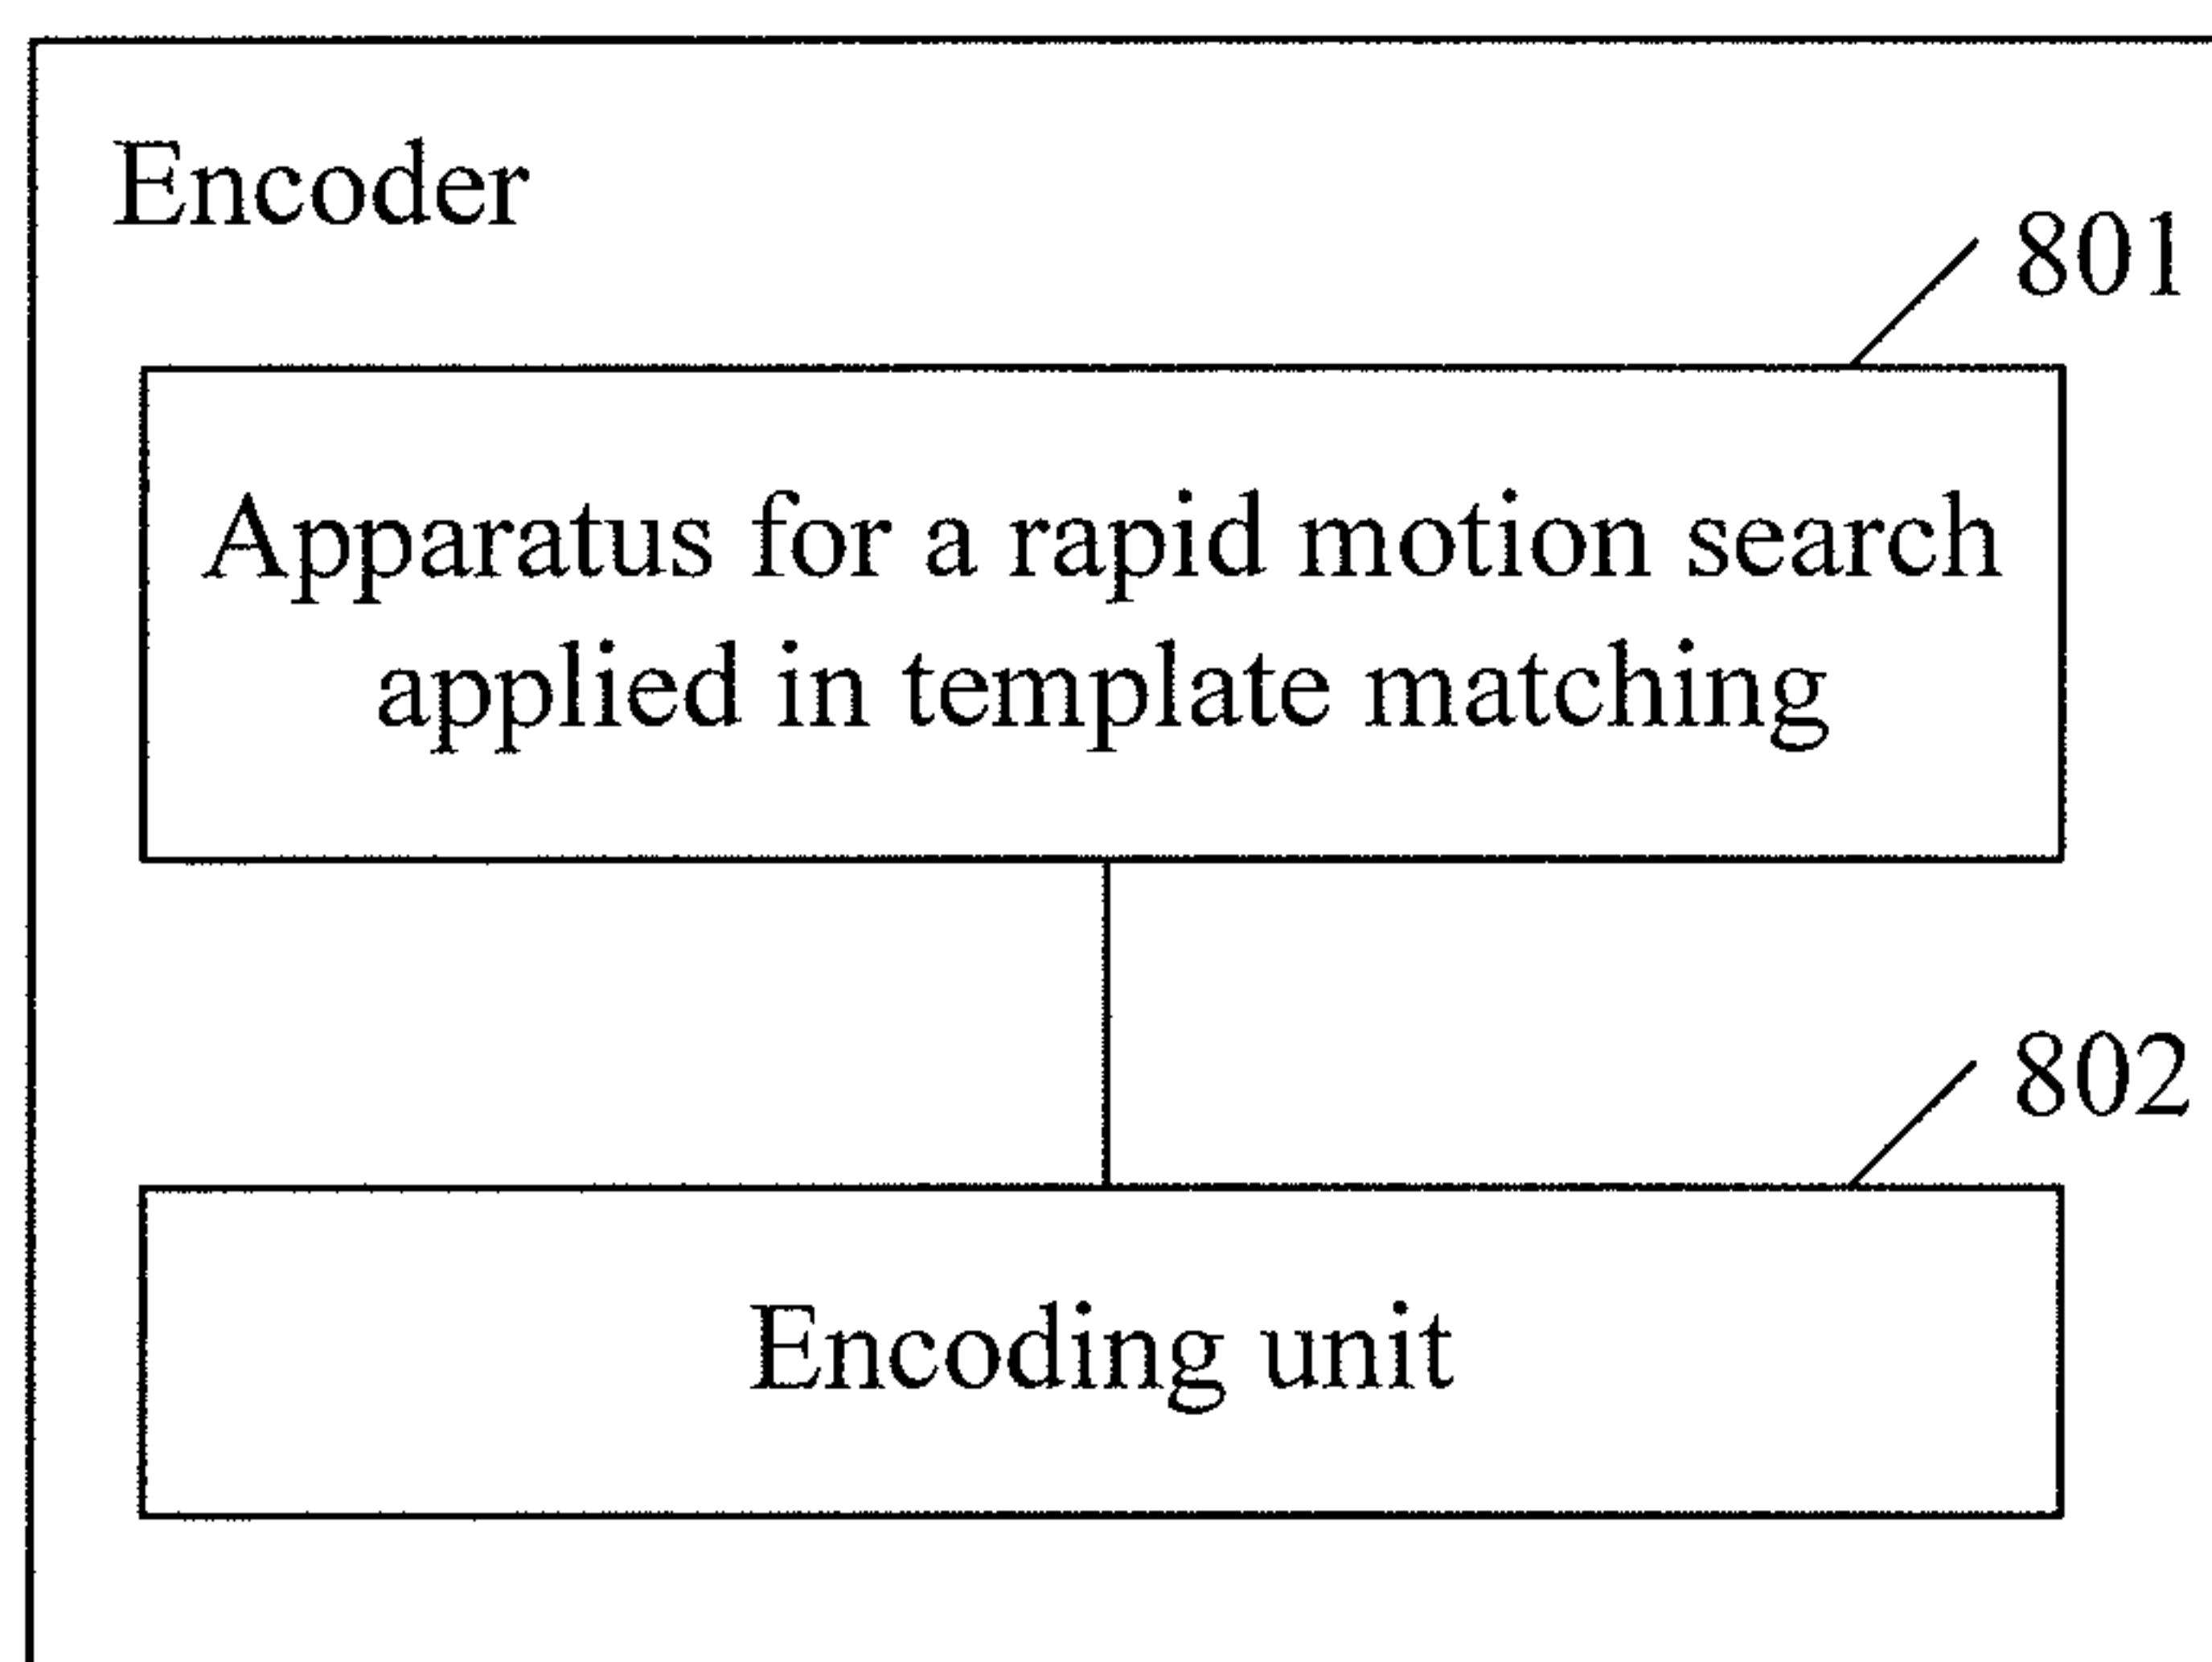 Encoder
801
Apparatus for a rapid motion search
applied in template matching
802
Encoding unit